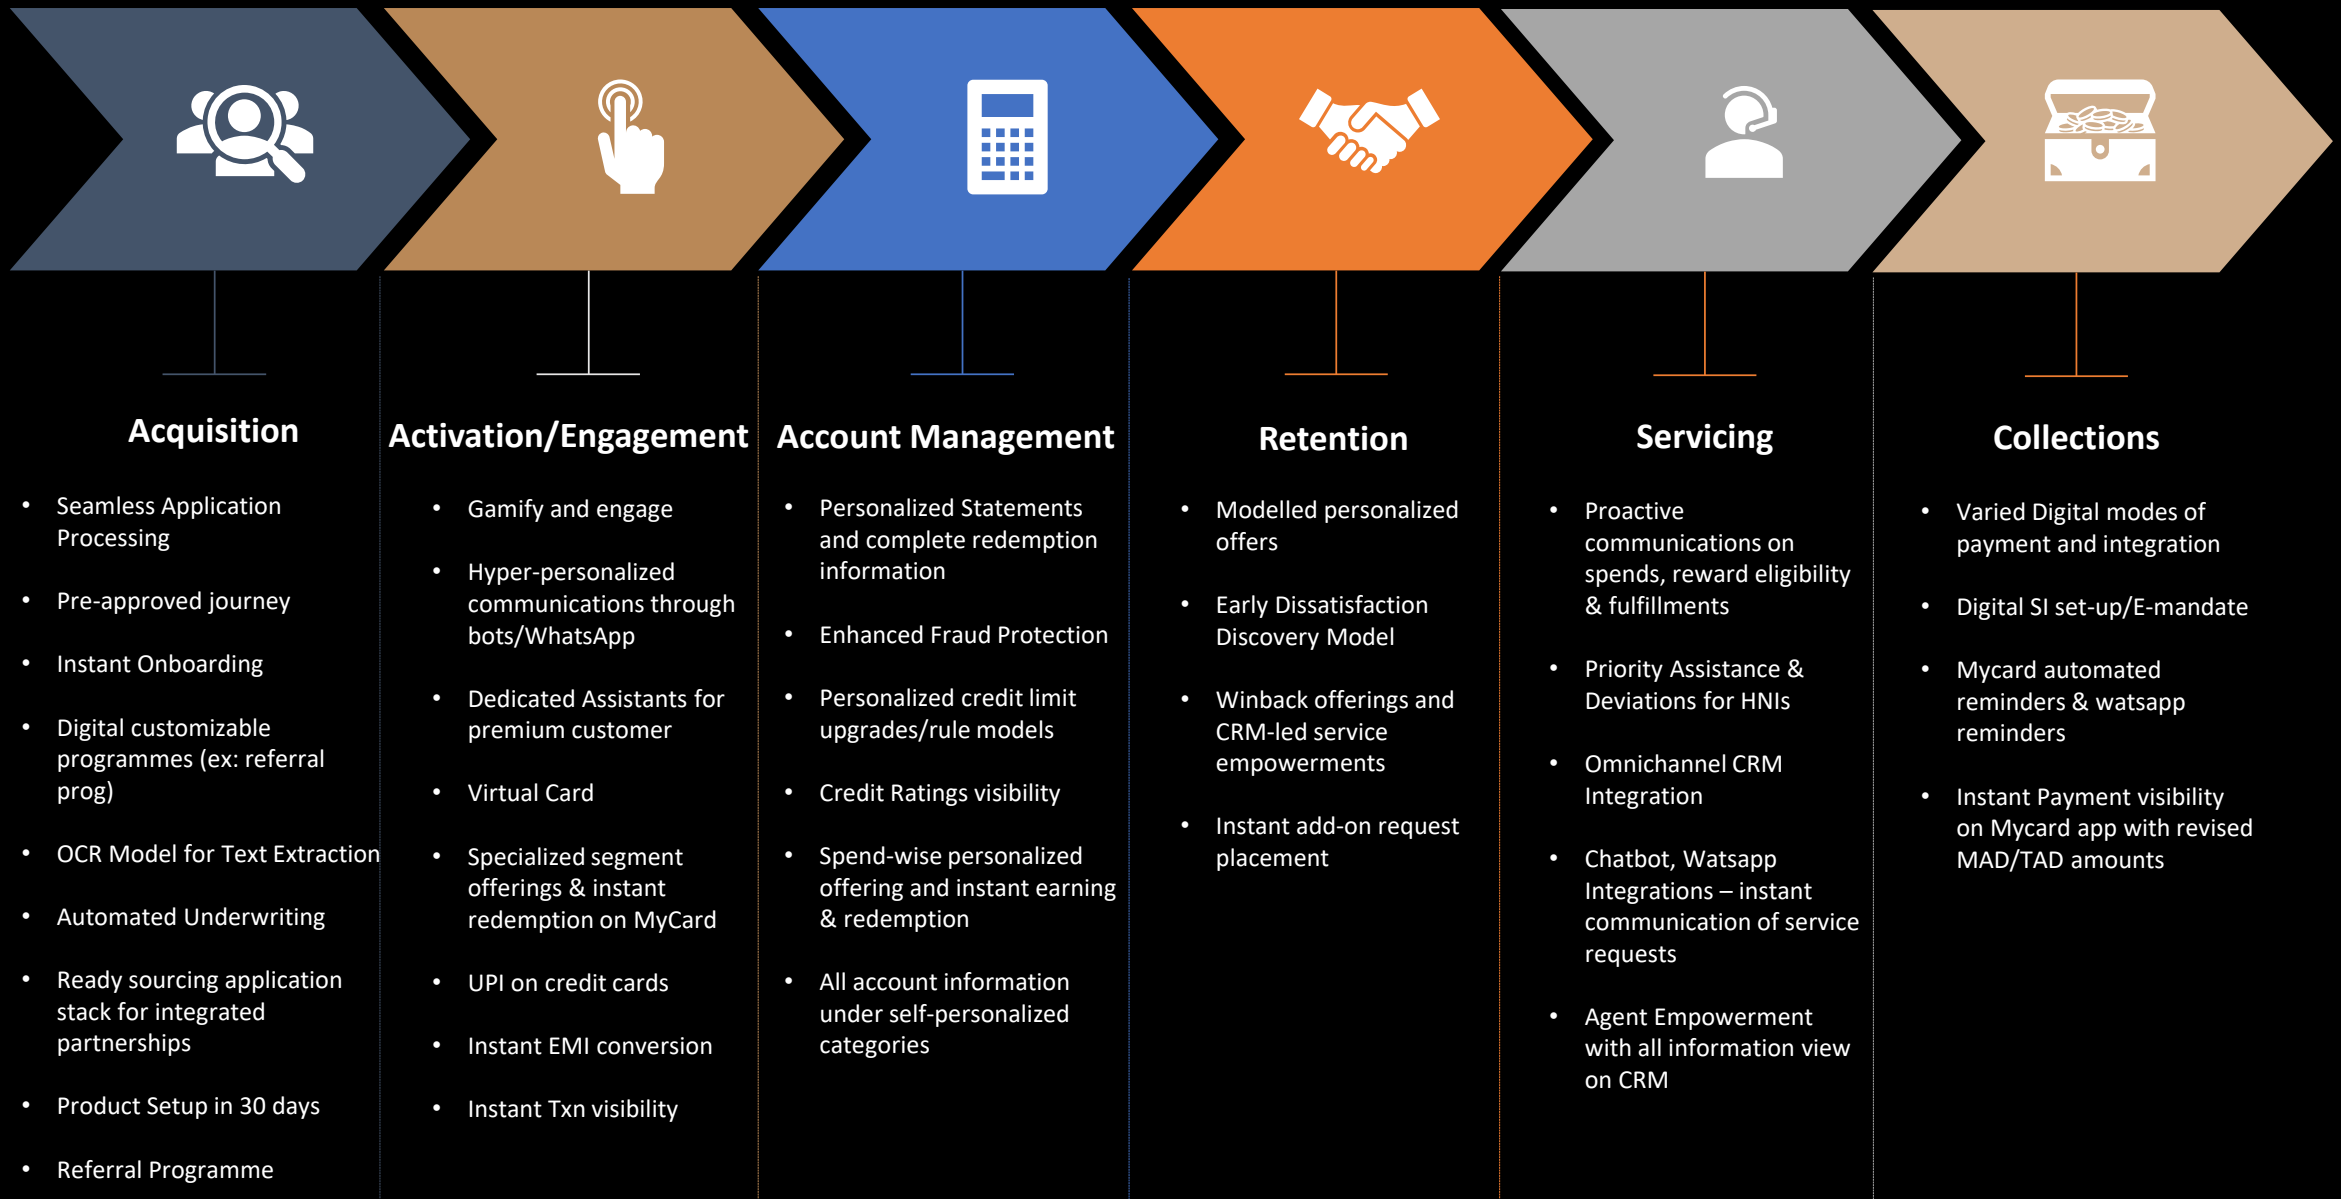 Acquisition
• Seamless Application
Processing
• Pre-approved journey
• Instant Onboarding
• Digital customizable
programmes (ex: referral
prog)
• OCR Model for Text Extraction
• Automated Underwriting
• Ready sourcing application
stack for integrated
partnerships
• Product Setup in 30 days
• Referral Programme
Activation/Engagement
• Gamify and engage
• Hyper-personalized
communications through
bots/WhatsApp
• Dedicated Assistants for
premium customer
• Virtual Card
• Specialized segment
offerings & instant
redemption on MyCard
• UPI on credit cards
• Instant EMI conversion
• Instant Txn visibility
Account Management
• Personalized Statements
and complete redemption
information
• Enhanced Fraud Protection
• Personalized credit limit
upgrades/rule models
• Credit Ratings visibility
• Spend-wise personalized
offering and instant earning
& redemption
• All account information
under self-personalized
categories
Retention
• Modelled personalized
offers
• Early Dissatisfaction
Discovery Model
• Winback offerings and
CRM-led service
empowerments
• Instant add-on request
placement
Servicing
• Proactive
communications on
spends, reward eligibility
& fulfillments
• Priority Assistance &
Deviations for HNIs
• Omnichannel CRM
Integration
• Chatbot, Watsapp
Integrations – instant
communication of service
requests
• Agent Empowerment
with all information view
on CRM
Collections
• Varied Digital modes of
payment and integration
• Digital SI set-up/E-mandate
• Mycard automated
reminders & watsapp
reminders
• Instant Payment visibility
on Mycard app with revised
MAD/TAD amounts